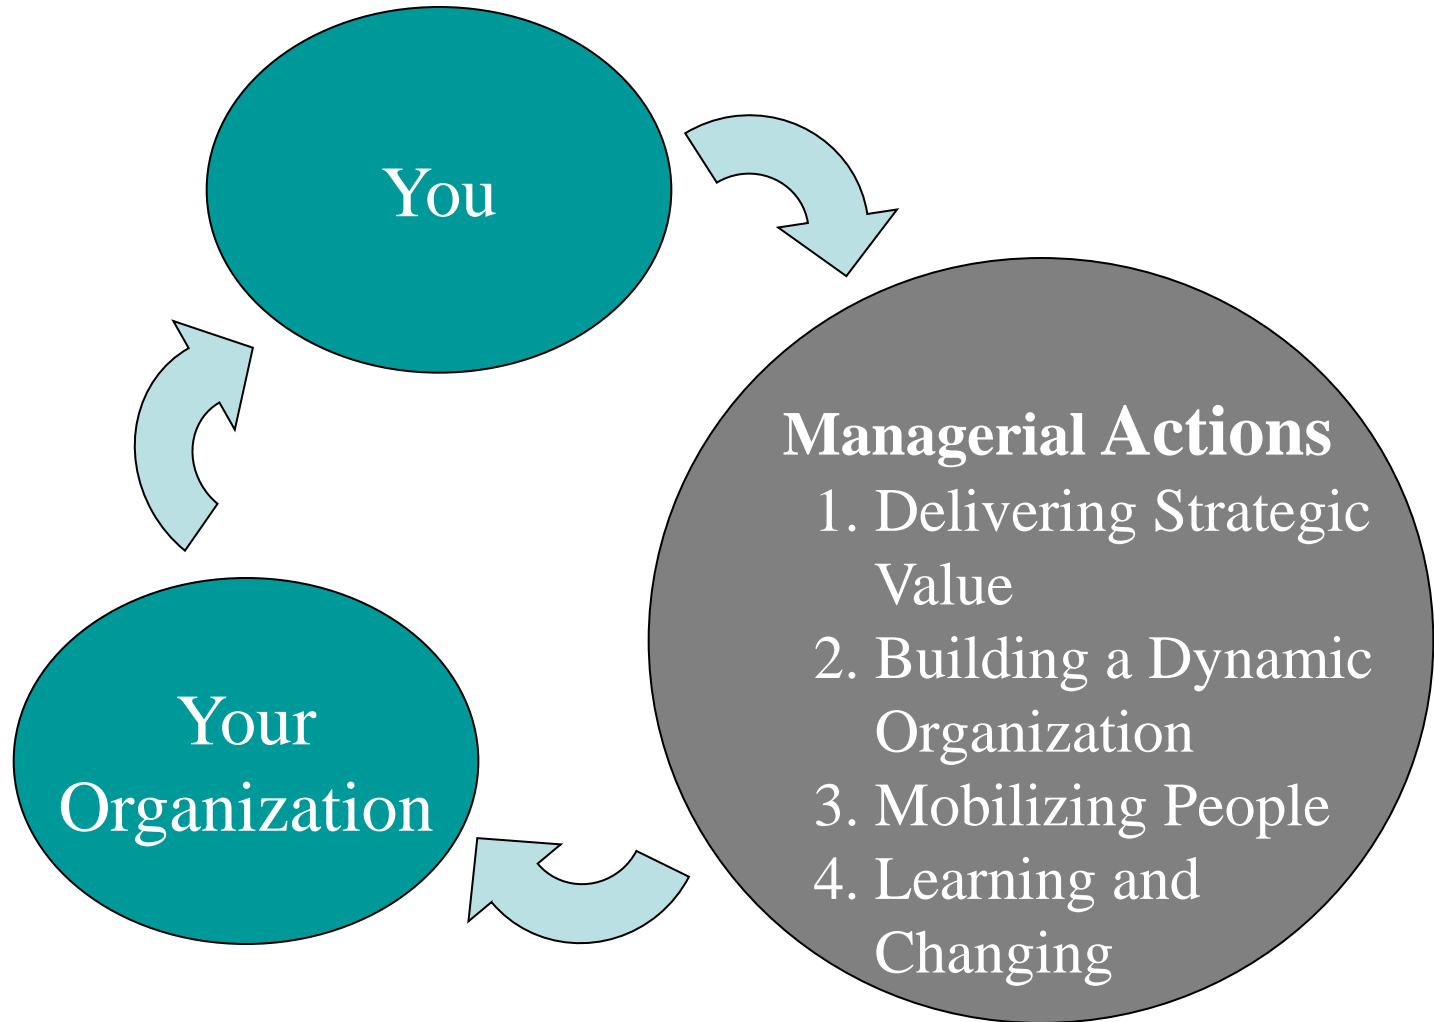 You
Managerial Actions
1. Delivering Strategic
Value
2. Building a Dynamic
Organization
3. Mobilizing People
4. Learning and
Changing
Your
Organization